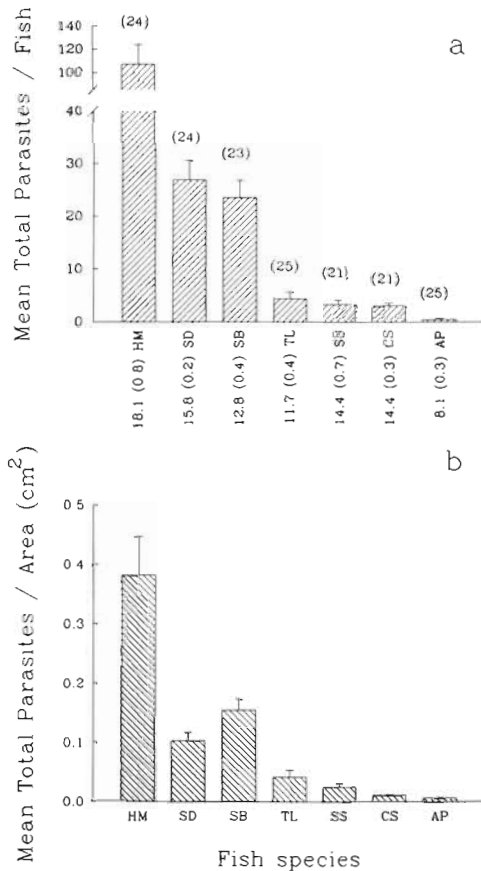 Mean Total Parasites / Fish
a
140
120
100
40
30
20
10
0
(24)
(24)
(23)
(25)
(21)
(21)
(25)
18.1 (0 8) HM
15.8 (0.2) SD
12.8 (0.4) SB
11.7 (0.4) TL
14.4 (0.7) SS
14.4 (0.3) CS
8.1 (0.3) AP
b
Mean Total Parasites / Area (cm²)
0 5
0 4
0.3
0.2
0.1
0.0
HM SD SB TL SS CS AP
Fish species